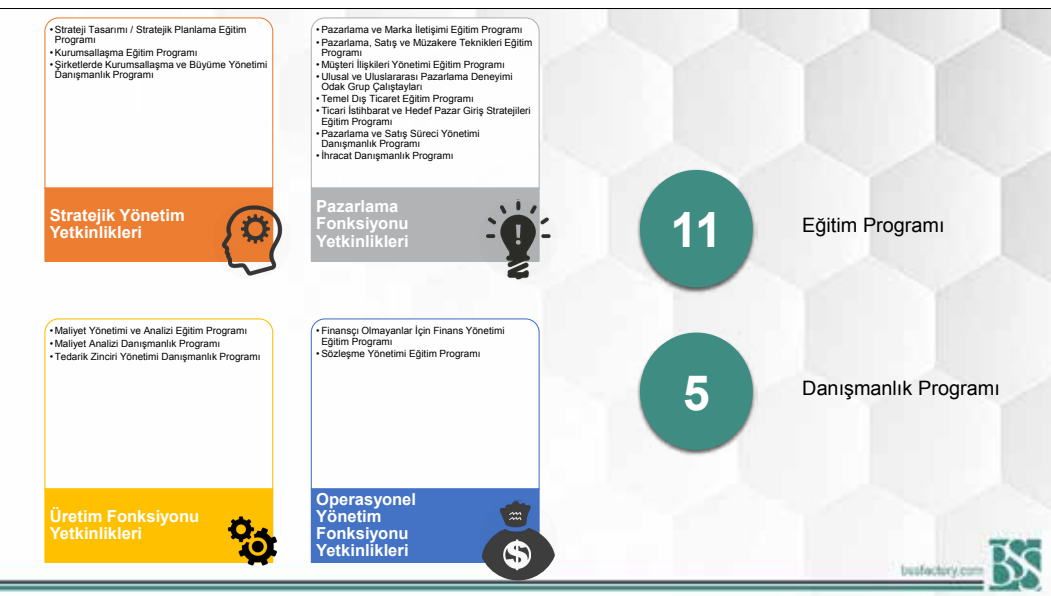 • Strateji Tasarımı / Stratejik Planlama Eğitim
Programı
• Kurumsallaşma Eğitim Programı
• Şirketlerde Kurumsallaşma ve Büyüme Yönetimi
Danışmanlık Programı
Stratejik Yönetim
Yetkinlikleri
• Pazarlama ve Marka İletişimi Eğitim Programı
• Pazarlama, Satış ve Müzakere Teknikleri Eğitim
Programı
• Müşteri İlişkileri Yönetimi Eğitim Programı
• Ulusal ve Uluslararası Pazarlama Deneyimi
Odak Grup Çalıştayları
• Temel Dış Ticaret Eğitim Programı
• Ticari İstihbarat ve Hedef Pazar Giriş Stratejileri
Eğitim Programı
• Pazarlama ve Satış Süreci Yönetimi
Danışmanlık Programı
• İhracat Danışmanlık Programı
Pazarlama
Fonksiyonu
Yetkinlikleri
• Maliyet Yönetimi ve Analizi Eğitim Programı
• Maliyet Analizi Danışmanlık Programı
• Tedarik Zinciri Yönetimi Danışmanlık Programı
Üretim Fonksiyonu
Yetkinlikleri
• Finansçı Olmayanlar İçin Finans Yönetimi
Eğitim Programı
• Sözleşme Yönetimi Eğitim Programı
Operasyonel
Yönetim
Fonksiyonu
Yetkinlikleri
$
11
Eğitim Programı
5
Danışmanlık Programı
bssfactory.com
BSS